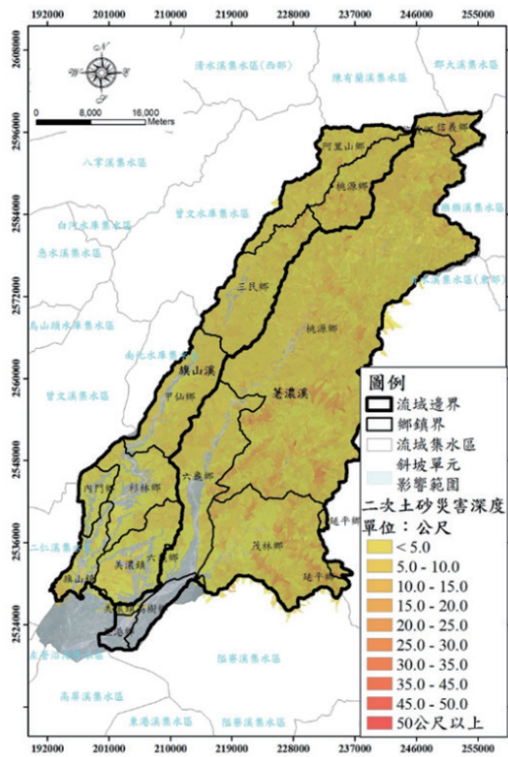 2608000
2596000
2584000
2572000
2560000
2548000
2536000
2524000
N
W
E
S
0 8,000 16,000
Meters
清水溪集水區(西部)
陳有蘭溪集水區
郡大溪集水區
八掌溪集水區
曾文水庫集水區
白河水庫集水區
急水溪集水區
烏山頭水庫集水區
南化水庫集水區
曾文溪集水區
二仁溪集水區
高屏溪集水區
東港溪集水區
隘寮溪集水區
隘寮溪集水區
阿里山鄉
信義鄉
桃源鄉
三民鄉
桃源鄉
旗山溪
甲仙鄉
荖濃溪
六龜鄉
內門鄉
杉林鄉
美濃鎮
六龜鄉
旗山鎮
茂林鄉
延平鄉
延平鄉
圖例
流域邊界
鄉鎮界
流域集水區
斜坡單元
影響範圍
二次土砂災害深度
單位：公尺
< 5.0
5.0 - 10.0
10.0 - 15.0
15.0 - 20.0
20.0 - 25.0
25.0 - 30.0
30.0 - 35.0
35.0 - 45.0
45.0 - 50.0
50公尺以上
192000 201000 210000 219000 228000 237000 246000 255000